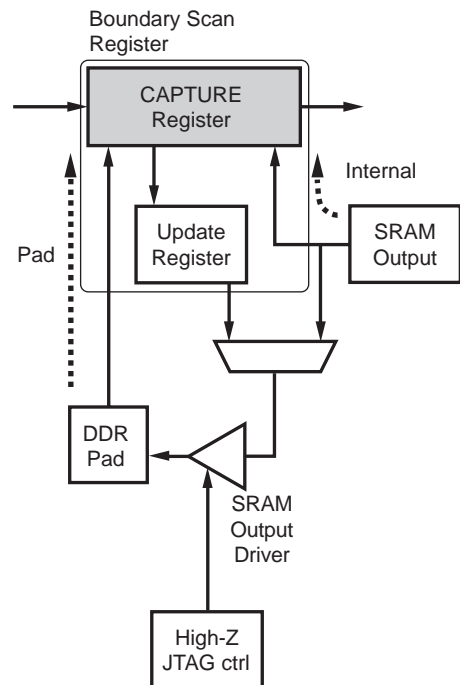 Boundary Scan
Register
CAPTURE
Register
Internal
Update
Register
SRAM
Output
Pad
DDR
Pad
SRAM
Output
Driver
High-Z
JTAG ctrl